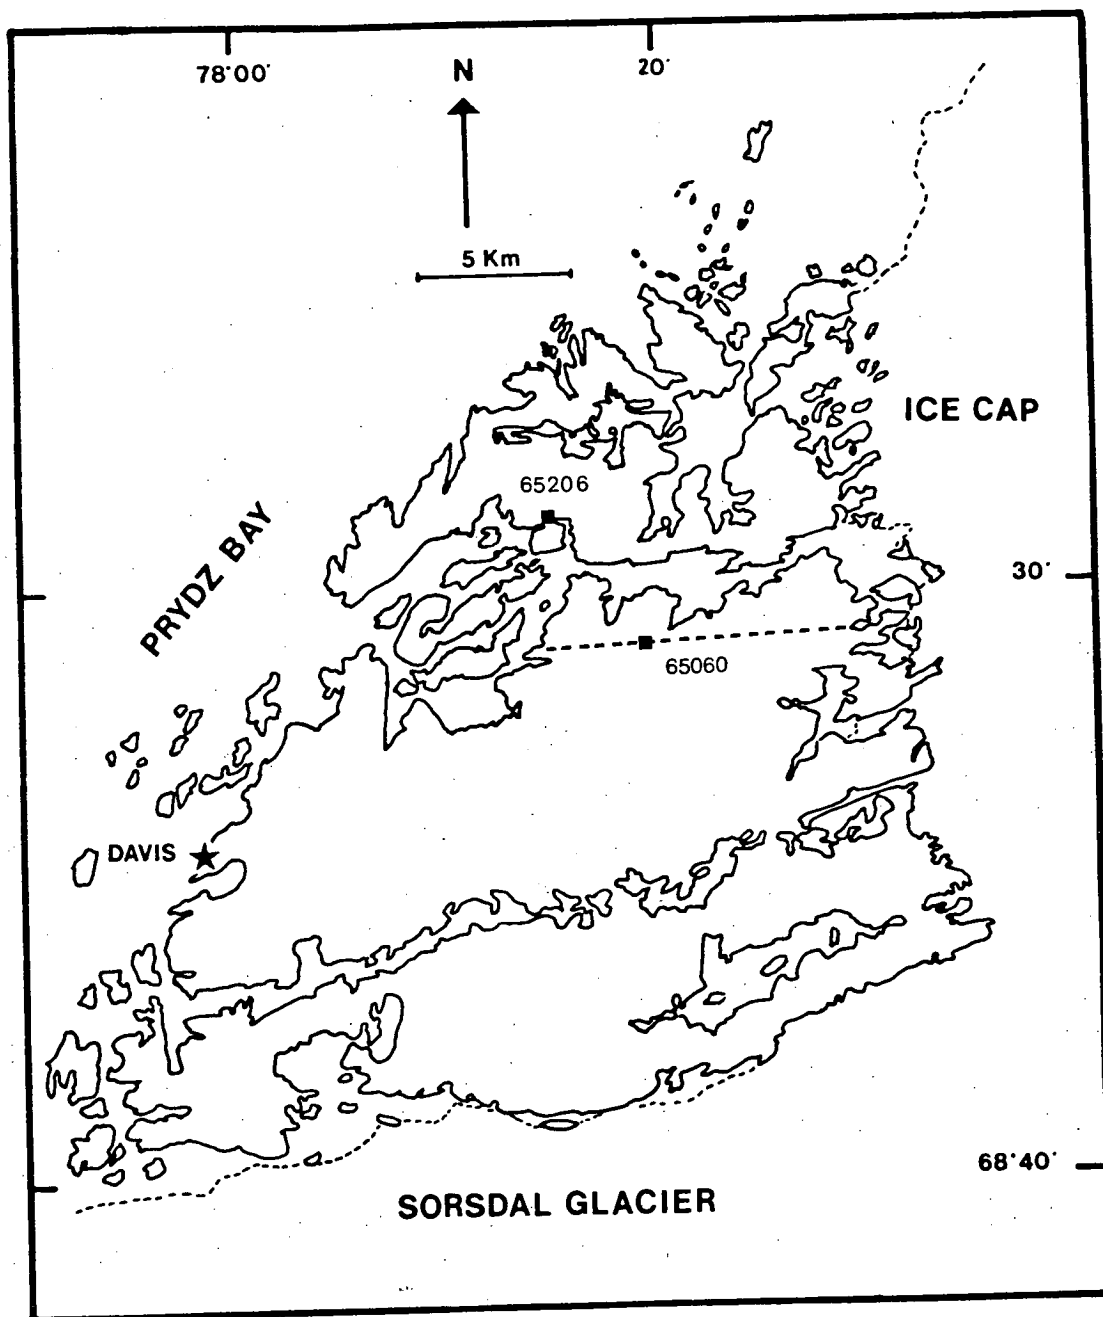 78°00'
20'
N
5 Km
ICE CAP
65206
PRYDZ BAY
30'
65060
DAVIS
68°40'
SORSDAL GLACIER